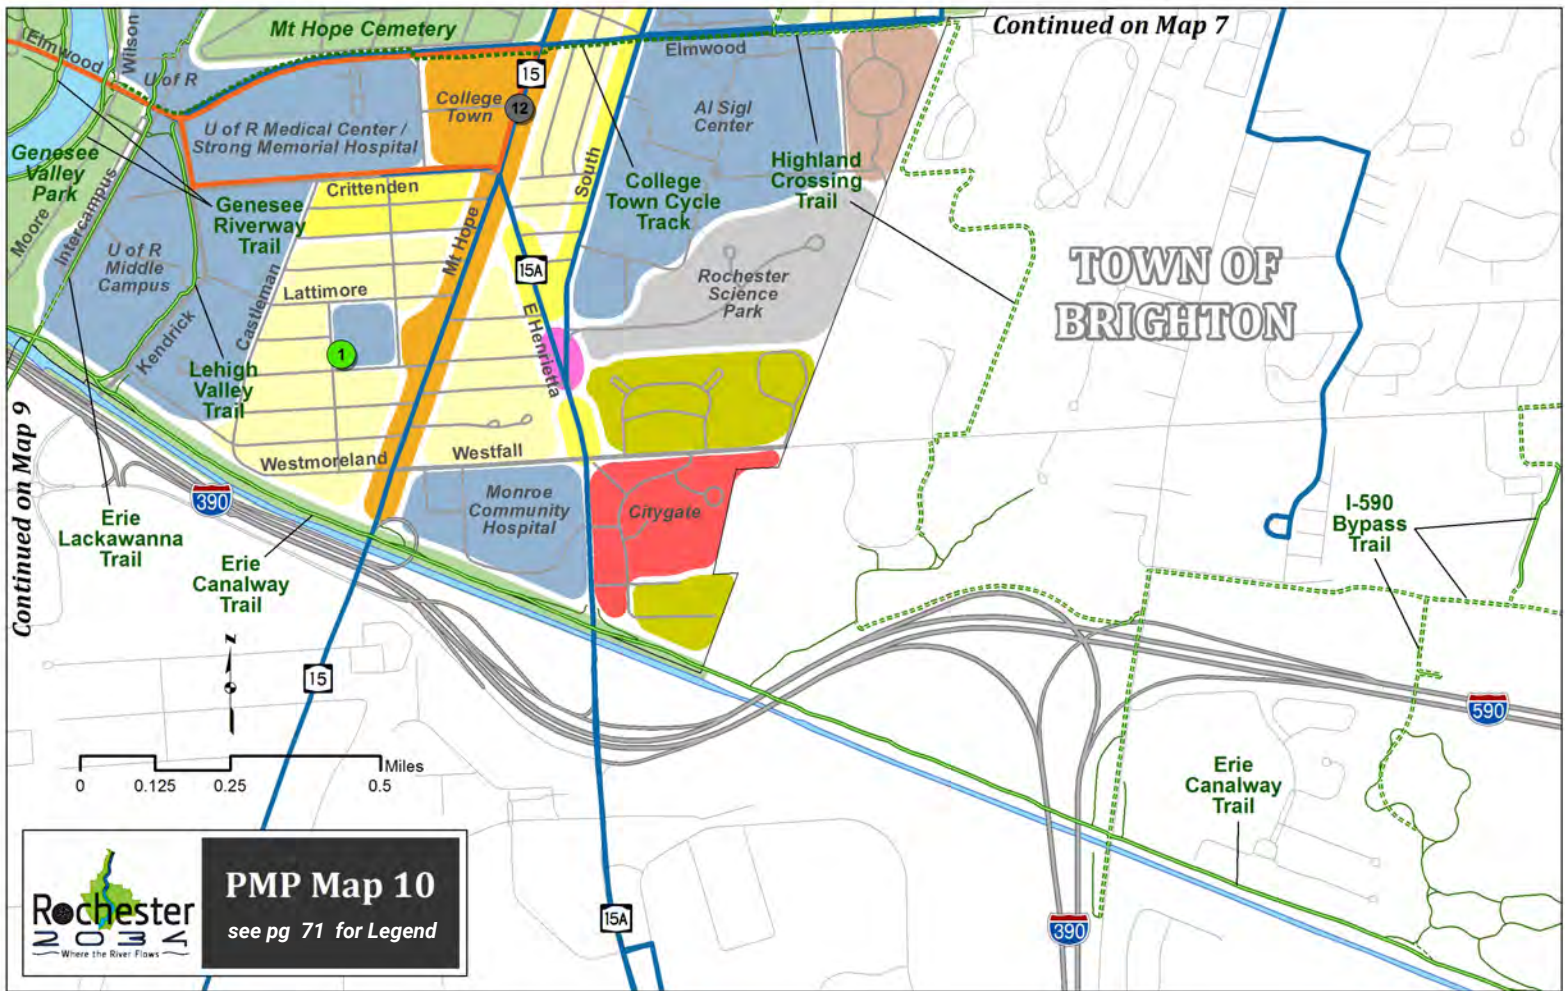 Continued on Map 7
Mt Hope Cemetery
Elmwood
Wilson
U of R
Elmwood
15
12
College
Town
U of R Medical Center /
Strong Memorial Hospital
Al Sigl
Center
Genesee
Valley
Park
Highland
Crossing
Trail
South
College
Town Cycle
Track
Crittenden
Genesee
Riverway
Trail
Moore
Intercampus
U of R
Middle
Campus
Mt Hope
15A
TOWN OF
BRIGHTON
Rochester
Science
Park
Lattimore
Castleman
Kendrick
E Henrietta
1
Lehigh
Valley
Trail
Continued on Map 9
Westmoreland
Westfall
390
Monroe
Community
Hospital
Citygate
I-590
Bypass
Trail
Erie
Lackawanna
Trail
Erie
Canalway
Trail
z
15
590
Miles
0
0.125
0.25
0.5
Erie
Canalway
Trail
Rochester
2034
Where the River Flows
PMP Map 10
see pg 71 for Legend
15A
390